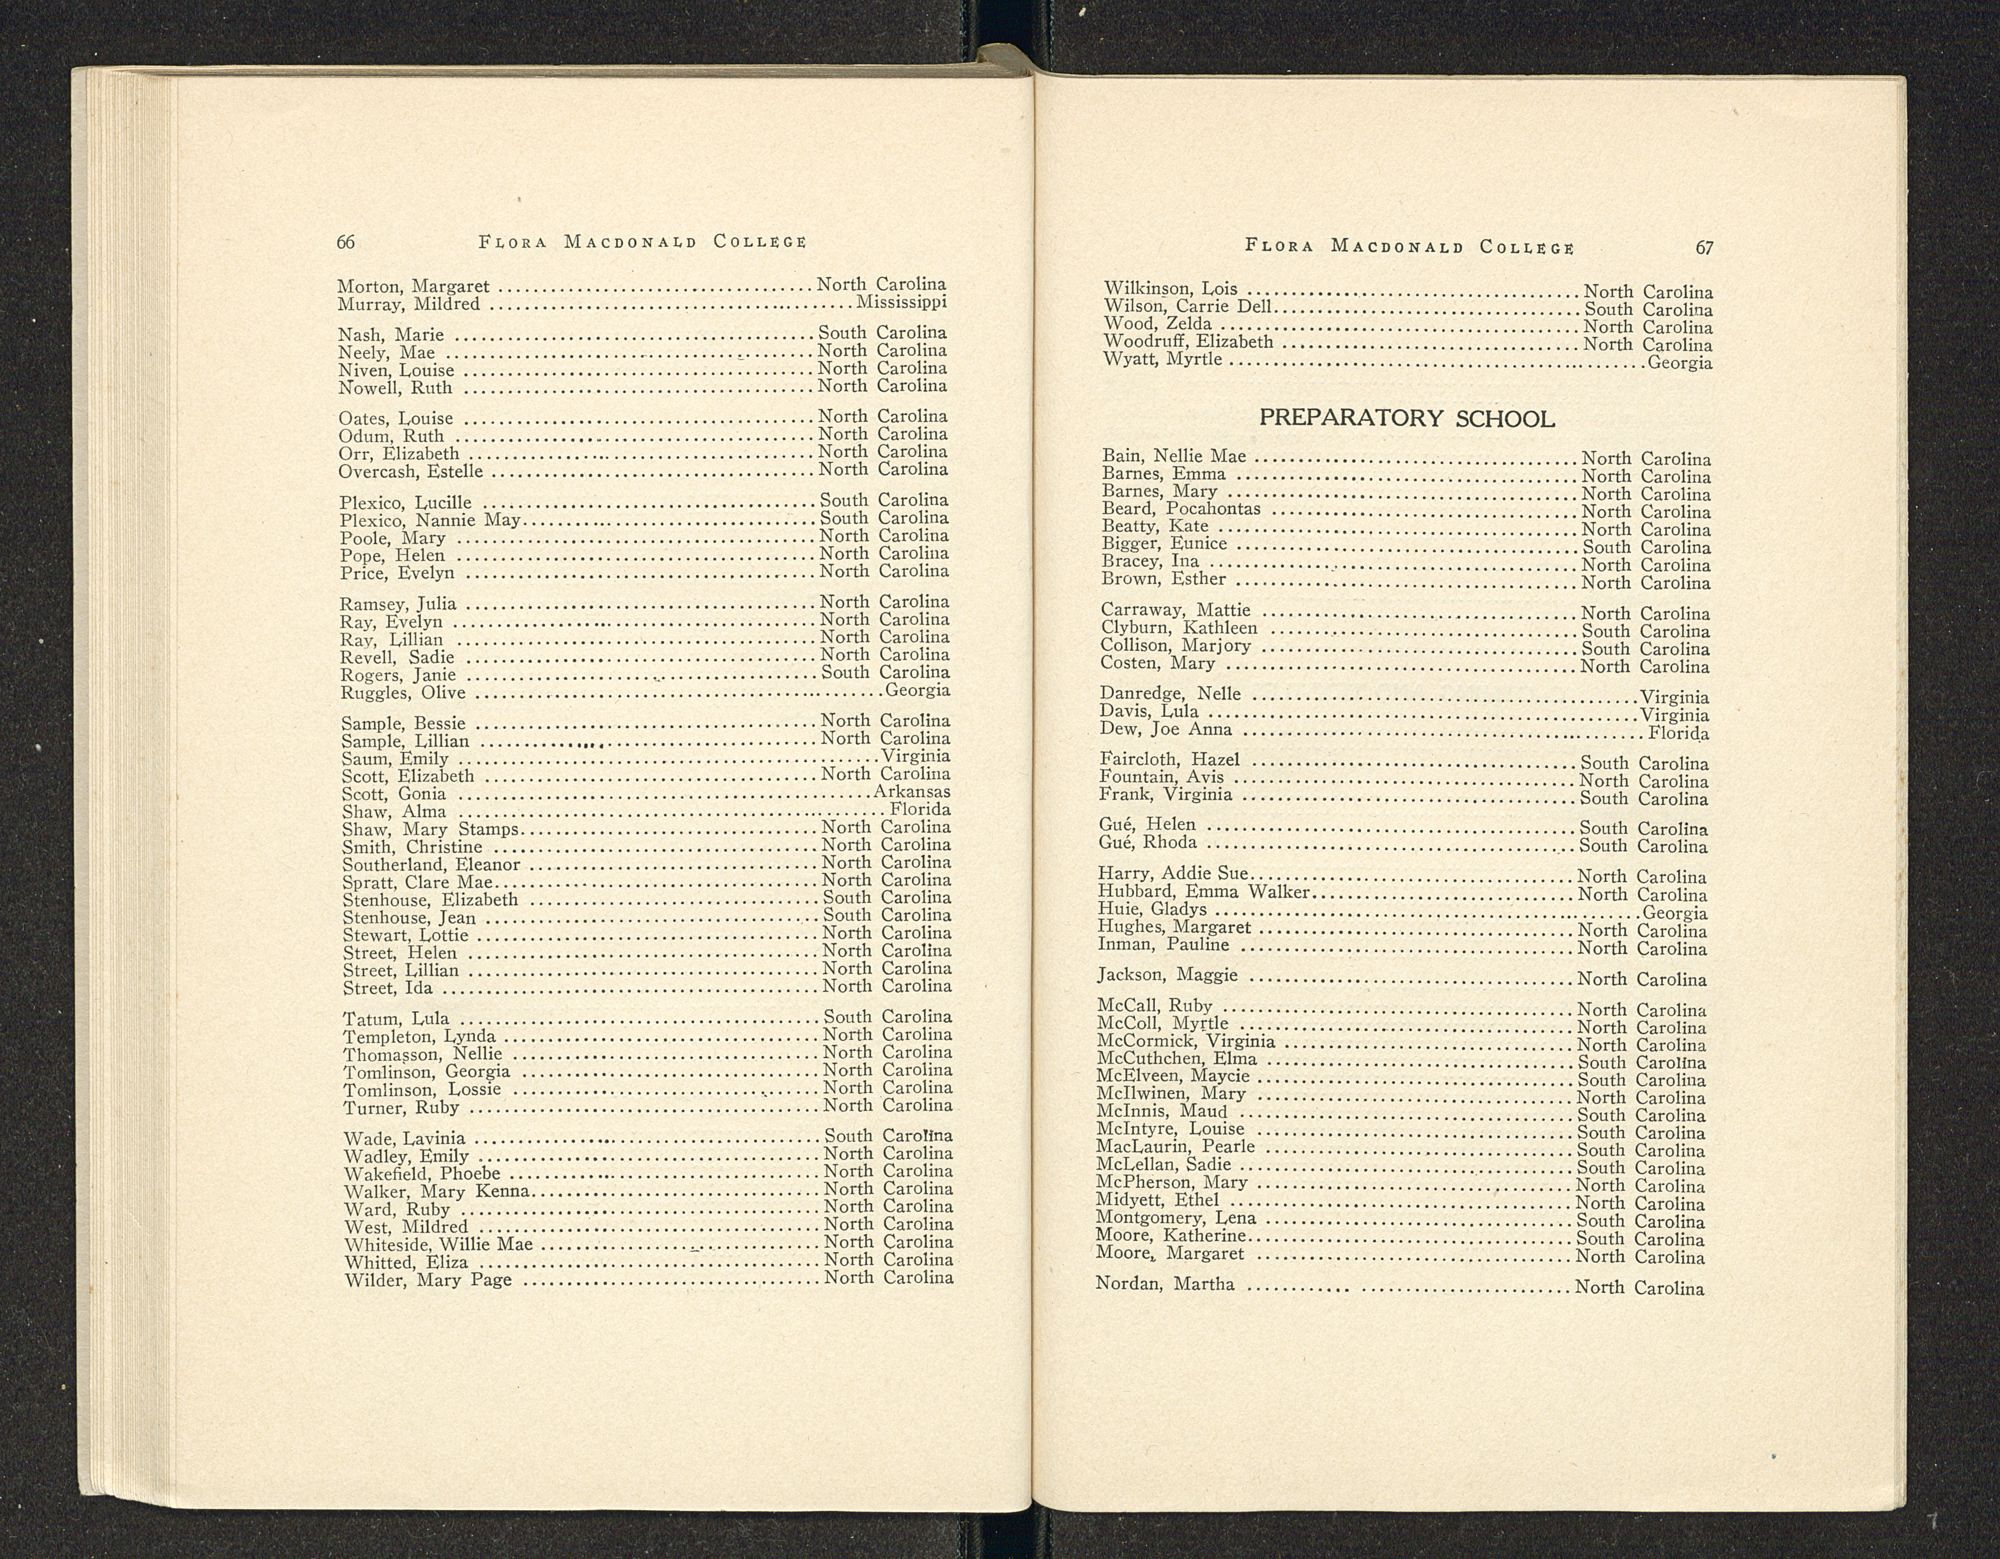 66 FLORA MACDONALD COLLEGE
Morton, Margaret ........ North Carolina
Murray, Mildred ........ Mississippi
Nash, Marie ........ South Carolina
Neely, Mae ........ North Carolina
Niven, Louise ........ North Carolina
Nowell, Ruth ........ North Carolina
Oates, Louise ........ North Carolina
Odum, Ruth ........ North Carolina
Orr, Elizabeth ........ North Carolina
Overcash, Estelle ........ North Carolina
Plexico, Lucille ........ South Carolina
Plexico, Nannie May ........ South Carolina
Poole, Mary ........ North Carolina
Pope, Helen ........ North Carolina
Price, Evelyn ........ North Carolina
Ramsey, Julia ........ North Carolina
Ray, Evelyn ........ North Carolina
Ray, Lillian ........ North Carolina
Revell, Sadie ........ North Carolina
Rogers, Janie ........ South Carolina
Ruggles, Olive ........ Georgia
Sample, Bessie ........ North Carolina
Sample, Lillian ........ North Carolina
Saum, Emily ........ Virginia
Scott, Elizabeth ........ North Carolina
Scott, Gonia ........ Arkansas
Shaw, Alma ........ Florida
Shaw, Mary Stamps ........ North Carolina
Smith, Christine ........ North Carolina
Southerland, Eleanor ........ North Carolina
Spratt, Clare Mae ........ North Carolina
Stenhouse, Elizabeth ........ South Carolina
Stenhouse, Jean ........ South Carolina
Stewart, Lottie ........ North Carolina
Street, Helen ........ North Carolina
Street, Lillian ........ North Carolina
Street, Ida ........ North Carolina
Tatum, Lula ........ South Carolina
Templeton, Lynda ........ North Carolina
Thomasson, Nellie ........ North Carolina
Tomlinson, Georgia ........ North Carolina
Tomlinson, Lossie ........ North Carolina
Turner, Ruby ........ North Carolina
Wade, Lavinia ........ South Carolina
Wadley, Emily ........ North Carolina
Wakefield, Phoebe ........ North Carolina
Walker, Mary Kenna ........ North Carolina
Ward, Ruby ........ North Carolina
West, Mildred ........ North Carolina
Whiteside, Willie Mae ........ North Carolina
Whitted, Eliza ........ North Carolina
Wilder, Mary Page ........ North Carolina
FLORA MACDONALD COLLEGE 67
Wilkinson, Lois ........ North Carolina
Wilson, Carrie Dell ........ South Carolina
Wood, Zelda ........ North Carolina
Woodruff, Elizabeth ........ North Carolina
Wyatt, Myrtle ........ Georgia
PREPARATORY SCHOOL
Bain, Nellie Mae ........ North Carolina
Barnes, Emma ........ North Carolina
Barnes, Mary ........ North Carolina
Beard, Pocahontas ........ North Carolina
Beatty, Kate ........ North Carolina
Bigger, Eunice ........ South Carolina
Bracey, Ina ........ North Carolina
Brown, Esther ........ North Carolina
Carraway, Mattie ........ North Carolina
Clyburn, Kathleen ........ South Carolina
Collison, Marjory ........ South Carolina
Costen, Mary ........ North Carolina
Danredge, Nelle ........ Virginia
Davis, Lula ........ Virginia
Dew, Joe Anna ........ Florida
Faircloth, Hazel ........ South Carolina
Fountain, Avis ........ North Carolina
Frank, Virginia ........ South Carolina
Gué, Helen ........ South Carolina
Gué, Rhoda ........ South Carolina
Harry, Addie Sue ........ North Carolina
Hubbard, Emma Walker ........ North Carolina
Huie, Gladys ........ Georgia
Hughes, Margaret ........ North Carolina
Inman, Pauline ........ North Carolina
Jackson, Maggie ........ North Carolina
McCall, Ruby ........ North Carolina
McColl, Myrtle ........ North Carolina
McCormick, Virginia ........ North Carolina
McCuthchen, Elma ........ South Carolina
McElveen, Maycie ........ South Carolina
McIlwinen, Mary ........ North Carolina
McInnis, Maud ........ South Carolina
McIntyre, Louise ........ South Carolina
MacLaurin, Pearle ........ South Carolina
McLellan, Sadie ........ South Carolina
McPherson, Mary ........ North Carolina
Midyett, Ethel ........ North Carolina
Montgomery, Lena ........ South Carolina
Moore, Katherine ........ South Carolina
Moore, Margaret ........ North Carolina
Nordan, Martha ........ North Carolina